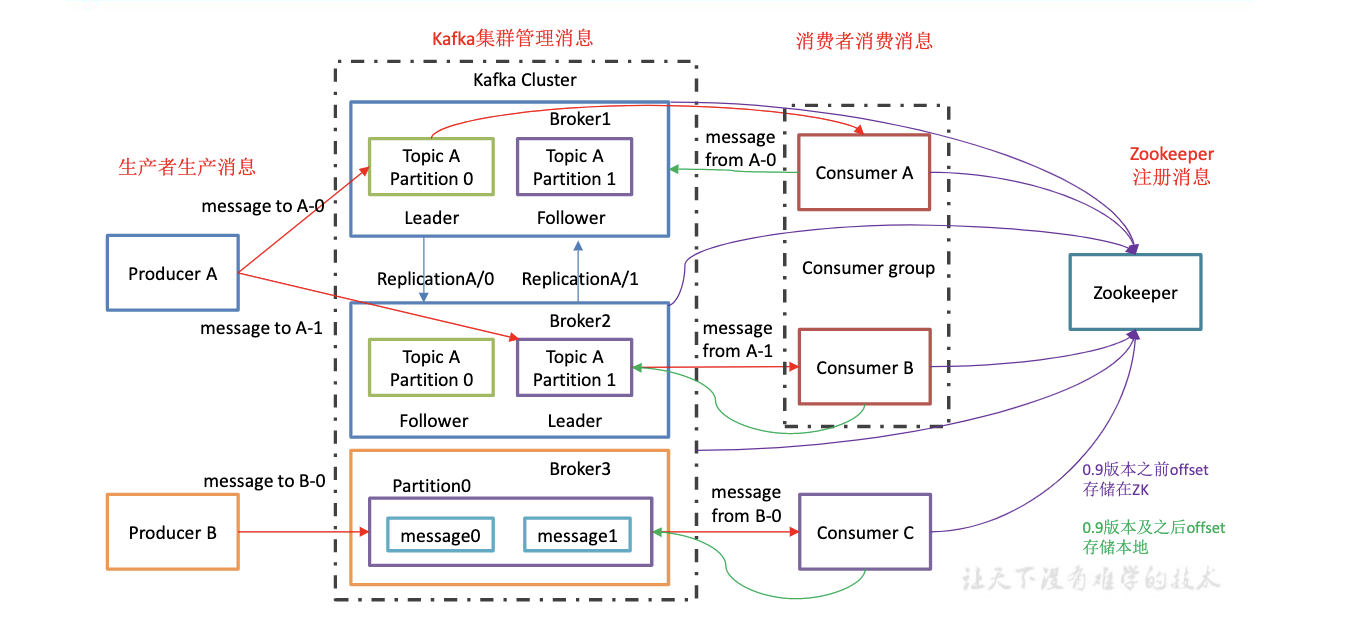 Kafka集群管理消息
消费者消费消息
Kafka Cluster
Broker1
Topic A
Partition 0
Topic A
Partition 1
Leader
Follower
生产者生产消息
message to A-0
Producer A
message to A-1
ReplicationA/0
ReplicationA/1
Broker2
Topic A
Partition 0
Topic A
Partition 1
Follower
Leader
message to B-0
Producer B
Broker3
Partition0
message0
message1
message
from A-0
Consumer A
Consumer group
message
from A-1
Consumer B
message
from B-0
Consumer C
Zookeeper
注册消息
Zookeeper
0.9版本之前offset
存储在ZK
0.9版本及之后offset
存储本地
让天下没有难学的技术